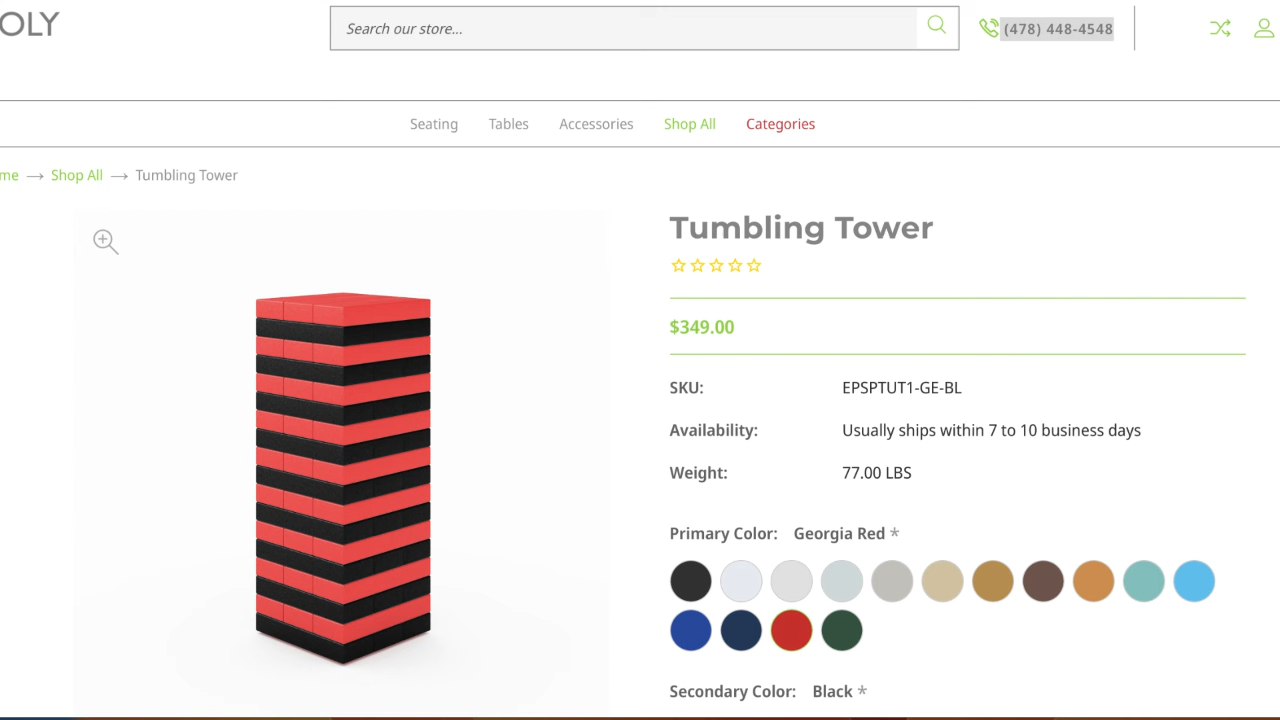 OLY
Search our store...
(478) 448-4548
Seating Tables Accessories Shop All Categories
me → Shop All → Tumbling Tower
Tumbling Tower
$349.00
SKU: EPSPTUT1-GE-BL
Availability: Usually ships within 7 to 10 business days
Weight: 77.00 LBS
Primary Color: Georgia Red *
Secondary Color: Black *